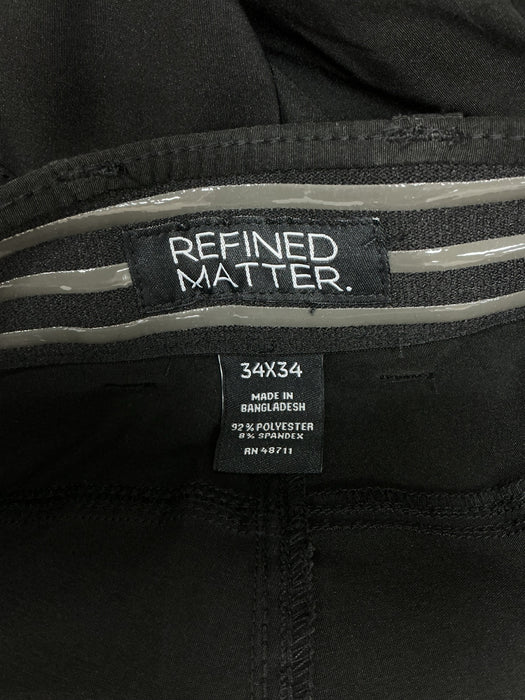 REFINED
MATTER.
34X34
MADE IN
BANGLADESH
92% POLYESTER
8% SPANDEX
RN 48711